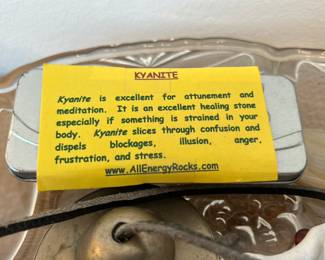 KYANITE
Kyanite is excellent for attunement and
meditation. It is an excellent healing stone
especially if something is strained in your
body. Kyanite slices through confusion and
dispels blockages, illusion, anger,
frustration, and stress.
www.AllEnergyRocks.com